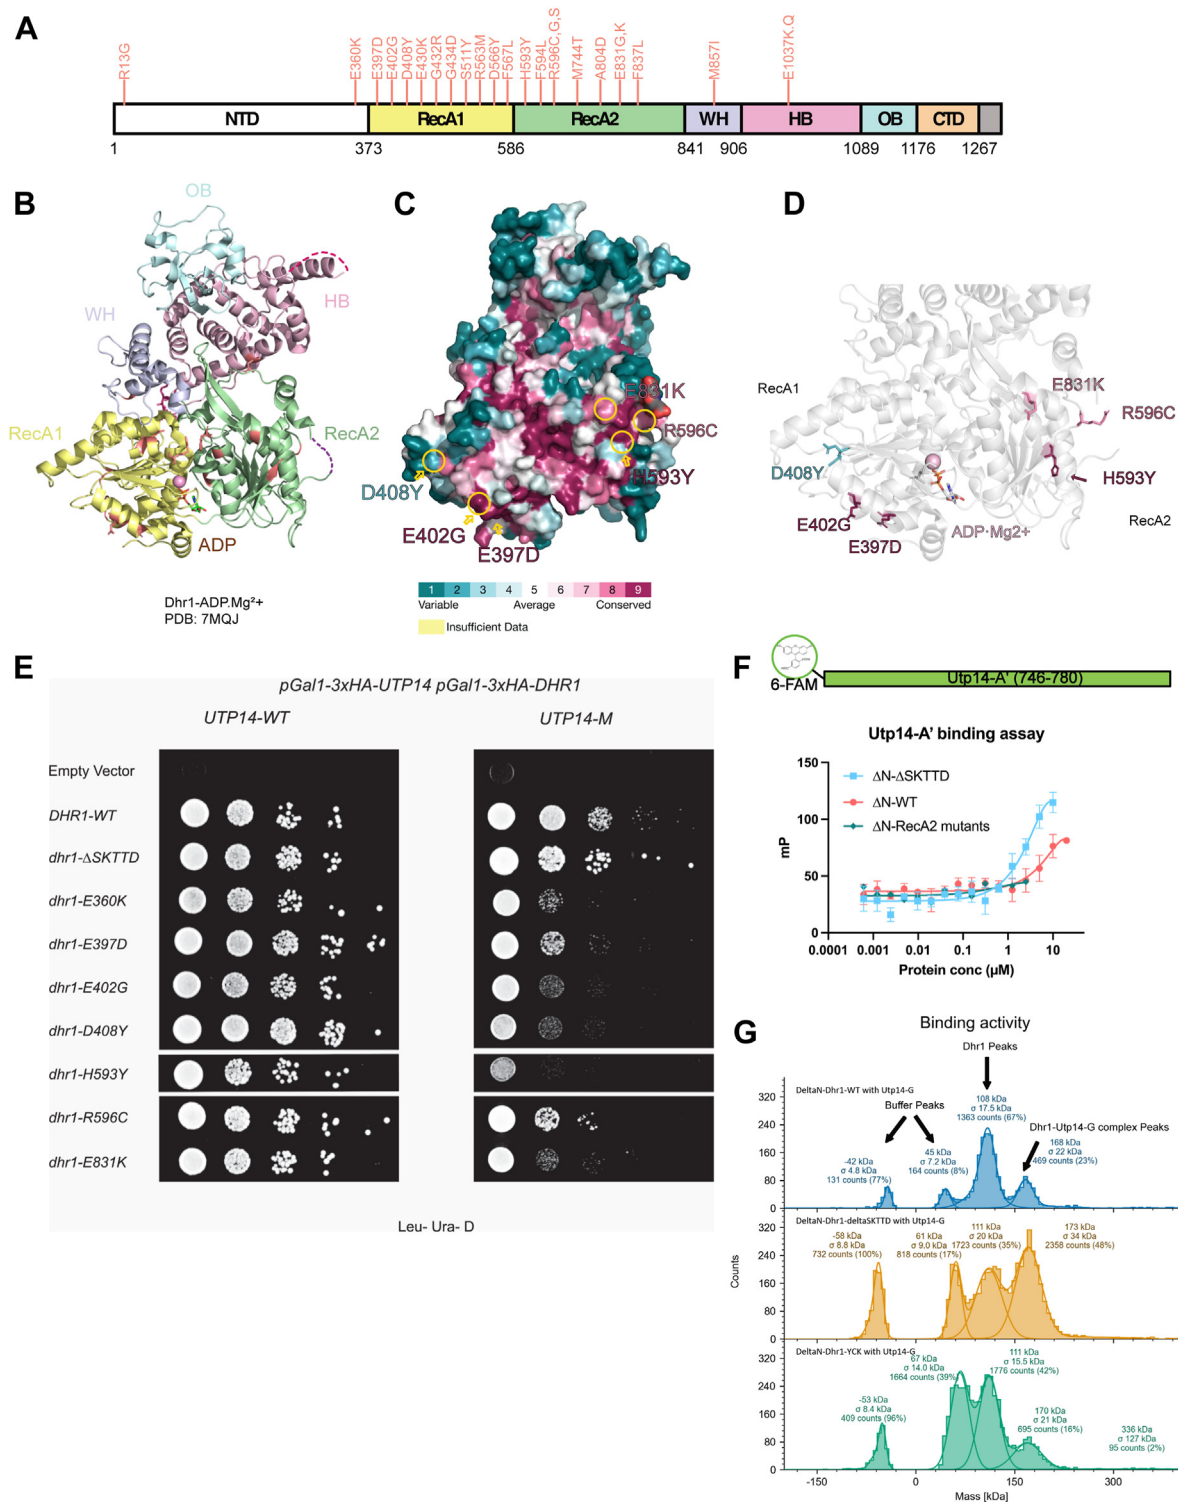 A
R13G
E360K
E397D
E402G
D408Y
E430K
G432R
G434D
S511Y
R563M
D566Y
F567L
H593Y
F594L
R596C,G,S
M744T
A804D
E831G,K
F837L
M857I
E1037K.Q
NTD
RecA1
RecA2
WH
HB
OB
CTD
1
373
586
841
906
1089
1176
1267
B
OB
HB
WH
RecA1
RecA2
ADP
Dhr1-ADP.Mg²+
PDB: 7MQJ
C
E831K
R596C
H593Y
D408Y
E402G
E397D
1 2 3 4 5 6 7 8 9
Variable Average Conserved
Insufficient Data
D
RecA1
E831K
R596C
D408Y
H593Y
E402G
E397D
ADP·Mg2+
RecA2
E
pGal1-3xHA-UTP14 pGal1-3xHA-DHR1
UTP14-WT
UTP14-M
Empty Vector
DHR1-WT
dhr1-ΔSKTTD
dhr1-E360K
dhr1-E397D
dhr1-E402G
dhr1-D408Y
dhr1-H593Y
dhr1-R596C
dhr1-E831K
Leu- Ura- D
F
6-FAM
Utp14-A' (746-780)
Utp14-A' binding assay
ΔN-ΔSKTTD
ΔN-WT
ΔN-RecA2 mutants
mP
150
100
50
0
0.0001 0.001 0.01 0.1 1 10
Protein conc (µM)
G
Binding activity
Dhr1 Peaks
DeltaN-Dhr1-WT with Utp14-G
Buffer Peaks
Dhr1-Utp14-G complex Peaks
-42 kDa
σ 4.8 kDa
131 counts (77%)
45 kDa
σ 7.2 kDa
164 counts (8%)
108 kDa
σ 17.5 kDa
1363 counts (67%)
168 kDa
σ 22 kDa
469 counts (23%)
320
240
160
80
0
DeltaN-Dhr1-deltaSKTTD with Utp14-G
-58 kDa
σ 8.8 kDa
732 counts (100%)
61 kDa
σ 9.0 kDa
818 counts (17%)
111 kDa
σ 20 kDa
1723 counts (35%)
173 kDa
σ 34 kDa
2358 counts (48%)
320
240
160
80
0
Counts
DeltaN-Dhr1-YCK with Utp14-G
-53 kDa
σ 8.4 kDa
409 counts (96%)
67 kDa
σ 14.0 kDa
1664 counts (39%)
111 kDa
σ 15.5 kDa
1776 counts (42%)
170 kDa
σ 21 kDa
695 counts (16%)
336 kDa
σ 127 kDa
95 counts (2%)
320
240
160
80
0
-150 0 150 300
Mass [kDa]